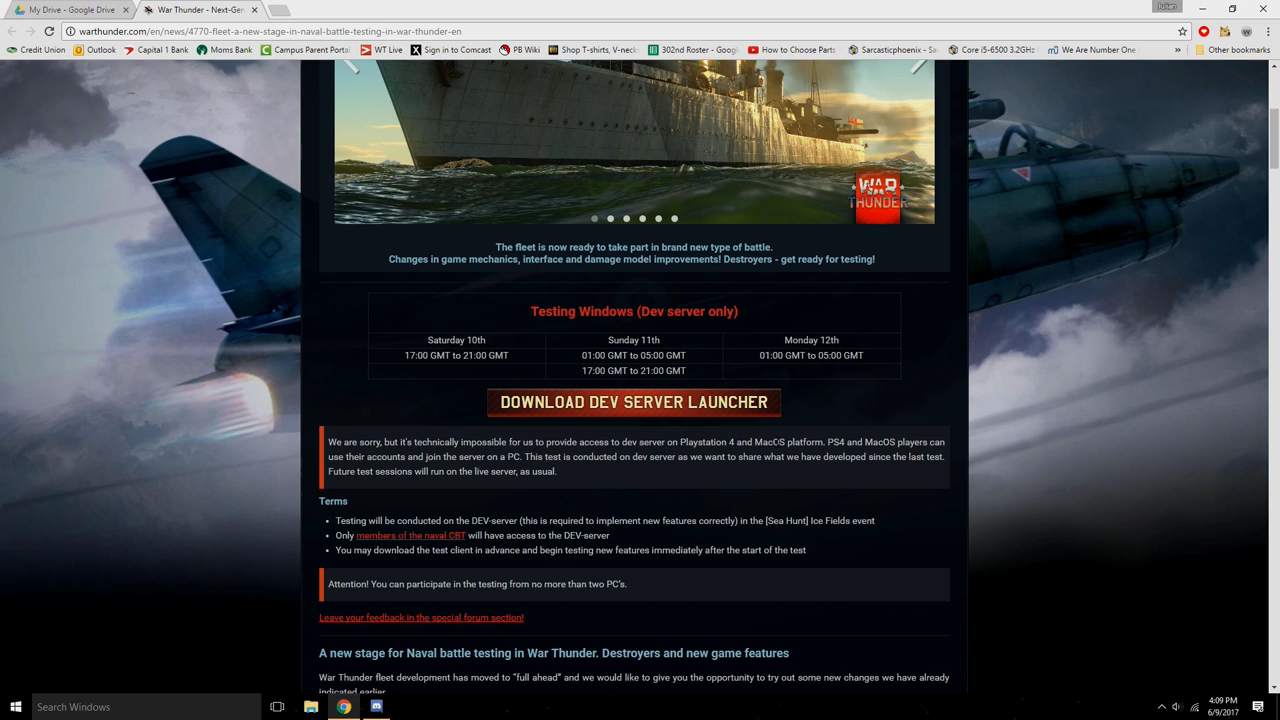 My Drive - Google Drive
War Thunder - Next-Gen
Julian
warthunder.com/en/news/4770-fleet-a-new-stage-in-naval-battle-testing-in-war-thunder-en
Credit Union
Outlook
Capital 1 Bank
Moms Bank
Campus Parent Portal
WT Live
Sign in to Comcast
PB Wiki
Shop T-shirts, V-neck
302nd Roster - Googl
How to Choose Parts
Sarcasticphoenix - Sa
Core i5-6500 3.2GHz
We Are Number One
»
Other bookmarks
WAR
THUNDER
The fleet is now ready to take part in brand new type of battle.
Changes in game mechanics, interface and damage model improvements! Destroyers - get ready for testing!
Testing Windows (Dev server only)
Saturday 10th Sunday 11th Monday 12th
17:00 GMT to 21:00 GMT 01:00 GMT to 05:00 GMT 01:00 GMT to 05:00 GMT
17:00 GMT to 21:00 GMT
DOWNLOAD DEV SERVER LAUNCHER
We are sorry, but it's technically impossible for us to provide access to dev server on Playstation 4 and MacOS platform. PS4 and MacOS players can
use their accounts and join the server on a PC. This test is conducted on dev server as we want to share what we have developed since the last test.
Future test sessions will run on the live server, as usual.
Terms
• Testing will be conducted on the DEV-server (this is required to implement new features correctly) in the [Sea Hunt] Ice Fields event
• Only members of the naval CBT will have access to the DEV-server
• You may download the test client in advance and begin testing new features immediately after the start of the test
Attention! You can participate in the testing from no more than two PC's.
Leave your feedback in the special forum section!
A new stage for Naval battle testing in War Thunder. Destroyers and new game features
War Thunder fleet development has moved to “full ahead” and we would like to give you the opportunity to try out some new changes we have already
indicated earlier
Search Windows
4:09 PM
6/9/2017